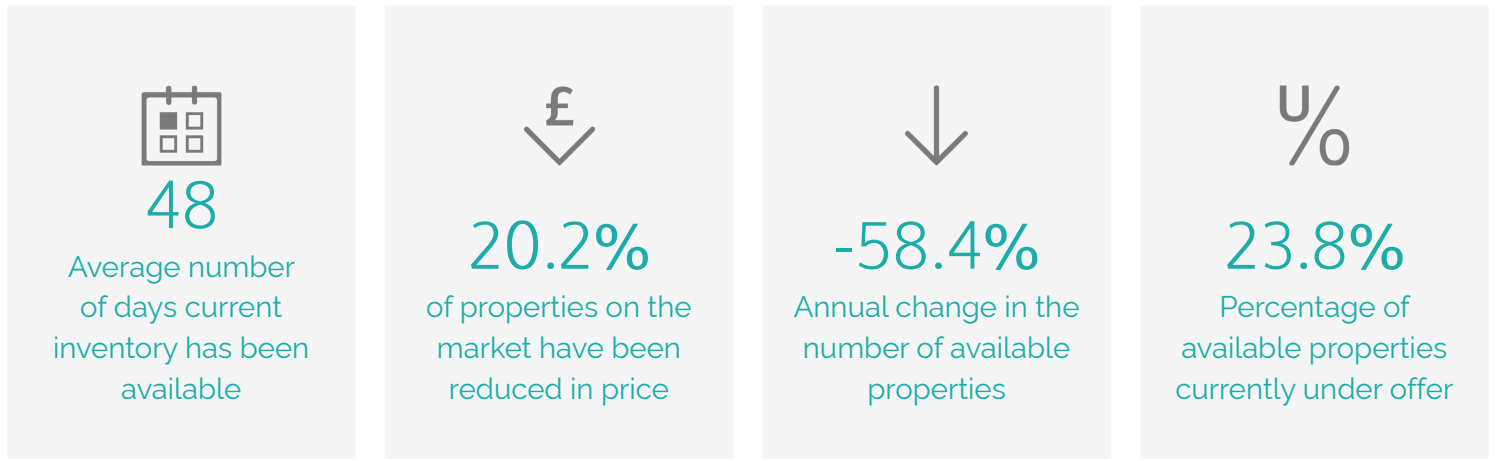 48
Average number
of days current
inventory has been
available
£
20.2%
of properties on the
market have been
reduced in price
-58.4%
Annual change in the
number of available
properties
U/O
23.8%
Percentage of
available properties
currently under offer